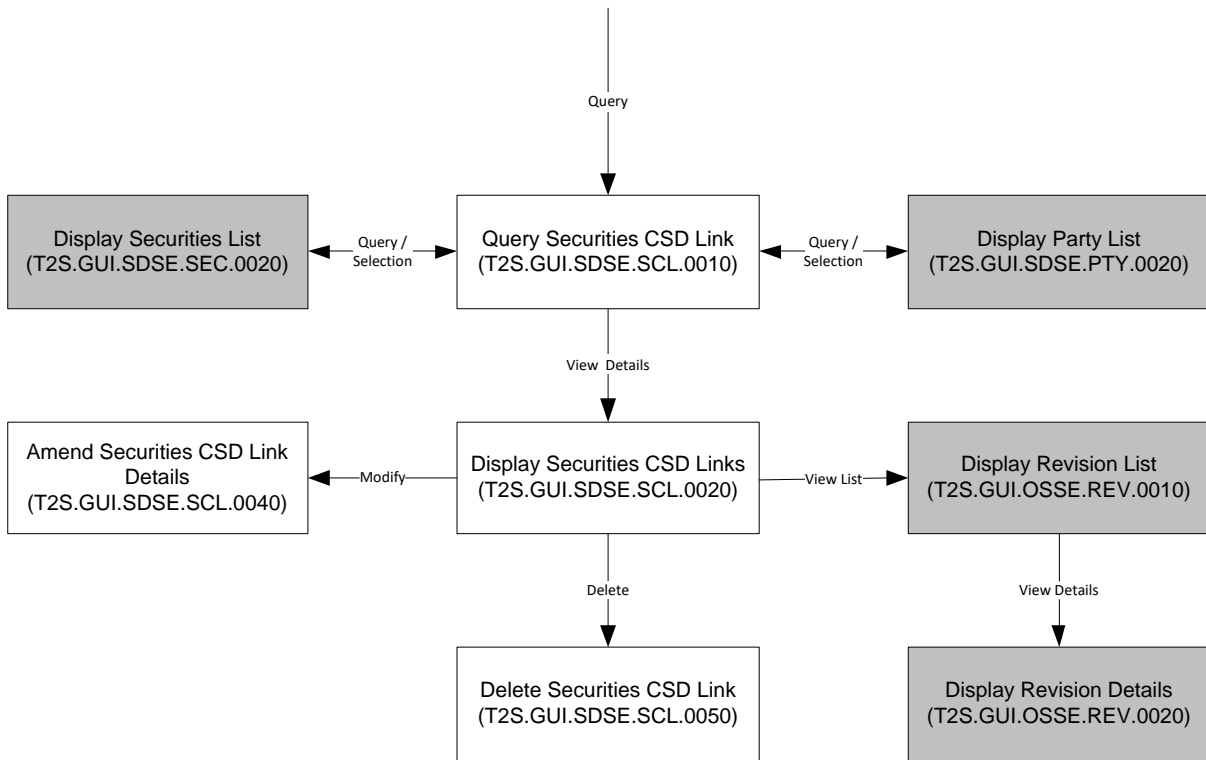 Query
Display Securities List
(T2S.GUI.SDSE.SEC.0020)
Query /
Selection
Query Securities CSD Link
(T2S.GUI.SDSE.SCL.0010)
Query /
Selection
Display Party List
(T2S.GUI.SDSE.PTY.0020)
View Details
Amend Securities CSD Link
Details
(T2S.GUI.SDSE.SCL.0040)
Modify
Display Securities CSD Links
(T2S.GUI.SDSE.SCL.0020)
View List
Display Revision List
(T2S.GUI.OSSE.REV.0010)
Delete
View Details
Delete Securities CSD Link
(T2S.GUI.SDSE.SCL.0050)
Display Revision Details
(T2S.GUI.OSSE.REV.0020)